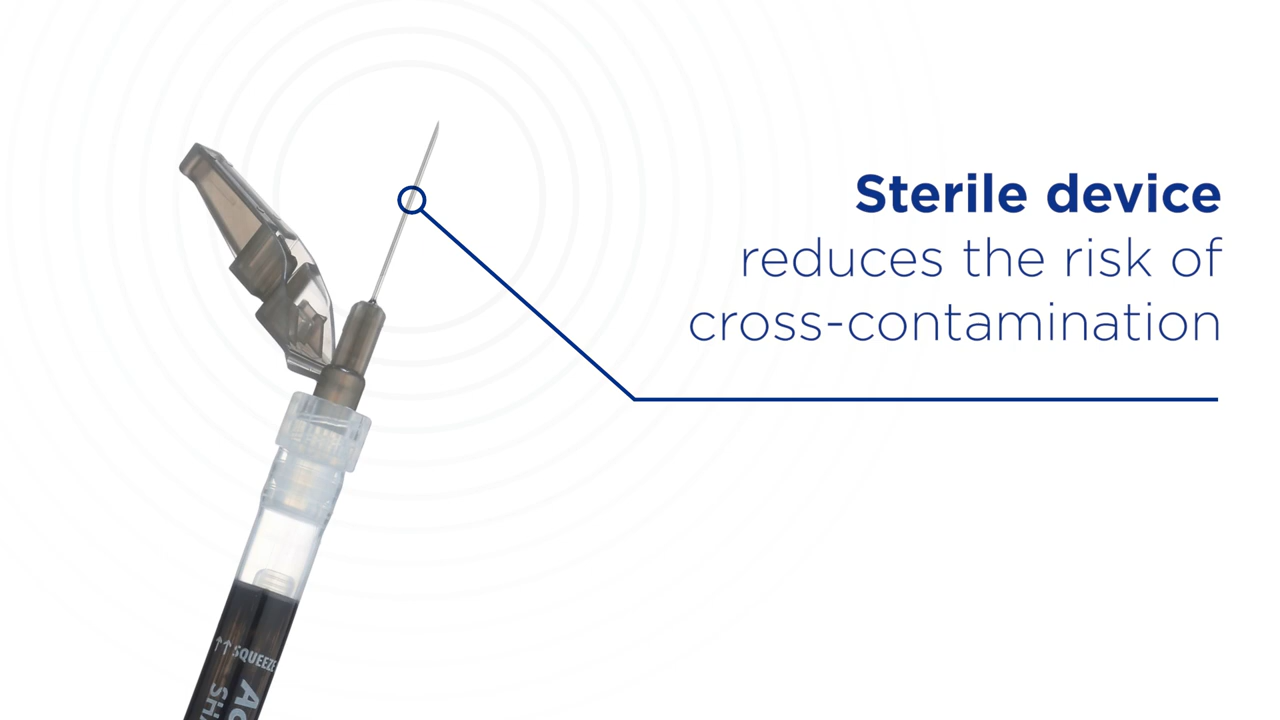 Sterile device
reduces the risk of
cross-contamination
↑↑ SQUEEZE